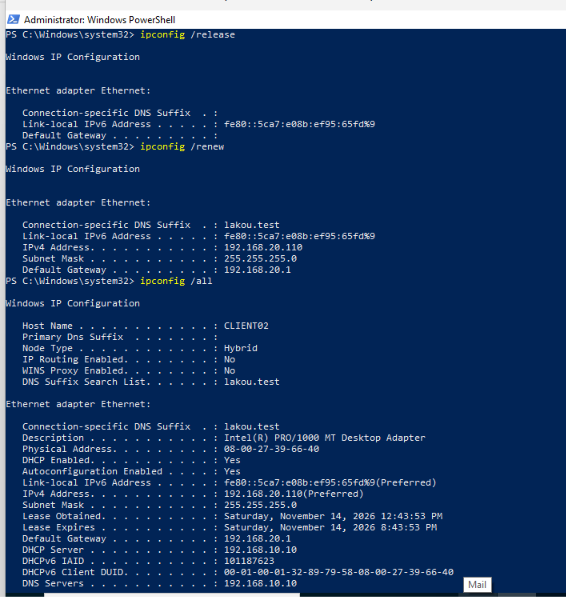 Administrator: Windows PowerShell
PS C:\Windows\system32> ipconfig /release
Windows IP Configuration
Ethernet adapter Ethernet:
Connection-specific DNS Suffix . :
Link-local IPv6 Address . . . . . : fe80::5ca7:e08b:ef95:65fd%9
Default Gateway . . . . . . . . . :
PS C:\Windows\system32> ipconfig /renew
Windows IP Configuration
Ethernet adapter Ethernet:
Connection-specific DNS Suffix . : lakou.test
Link-local IPv6 Address . . . . . : fe80::5ca7:e08b:ef95:65fd%9
IPv4 Address. . . . . . . . . . . : 192.168.20.110
Subnet Mask . . . . . . . . . . . : 255.255.255.0
Default Gateway . . . . . . . . . : 192.168.20.1
PS C:\Windows\system32> ipconfig /all
Windows IP Configuration
Host Name . . . . . . . . . . . . : CLIENT02
Primary Dns Suffix . . . . . . . :
Node Type . . . . . . . . . . . . : Hybrid
IP Routing Enabled. . . . . . . . : No
WINS Proxy Enabled. . . . . . . . : No
DNS Suffix Search List. . . . . . : lakou.test
Ethernet adapter Ethernet:
Connection-specific DNS Suffix . : lakou.test
Description . . . . . . . . . . . : Intel(R) PRO/1000 MT Desktop Adapter
Physical Address. . . . . . . . . : 08-00-27-39-66-40
DHCP Enabled. . . . . . . . . . . : Yes
Autoconfiguration Enabled . . . . : Yes
Link-local IPv6 Address . . . . . : fe80::5ca7:e08b:ef95:65fd%9(Preferred)
IPv4 Address. . . . . . . . . . . : 192.168.20.110(Preferred)
Subnet Mask . . . . . . . . . . . : 255.255.255.0
Lease Obtained. . . . . . . . . . : Saturday, November 14, 2026 12:43:53 PM
Lease Expires . . . . . . . . . . : Saturday, November 14, 2026 8:43:53 PM
Default Gateway . . . . . . . . . : 192.168.20.1
DHCP Server . . . . . . . . . . . : 192.168.10.10
DHCPv6 IAID . . . . . . . . . . . : 101187623
DHCPv6 Client DUID. . . . . . . . : 00-01-00-01-32-89-79-58-08-00-27-39-66-40
DNS Servers . . . . . . . . . . . : 192.168.10.10
Mail